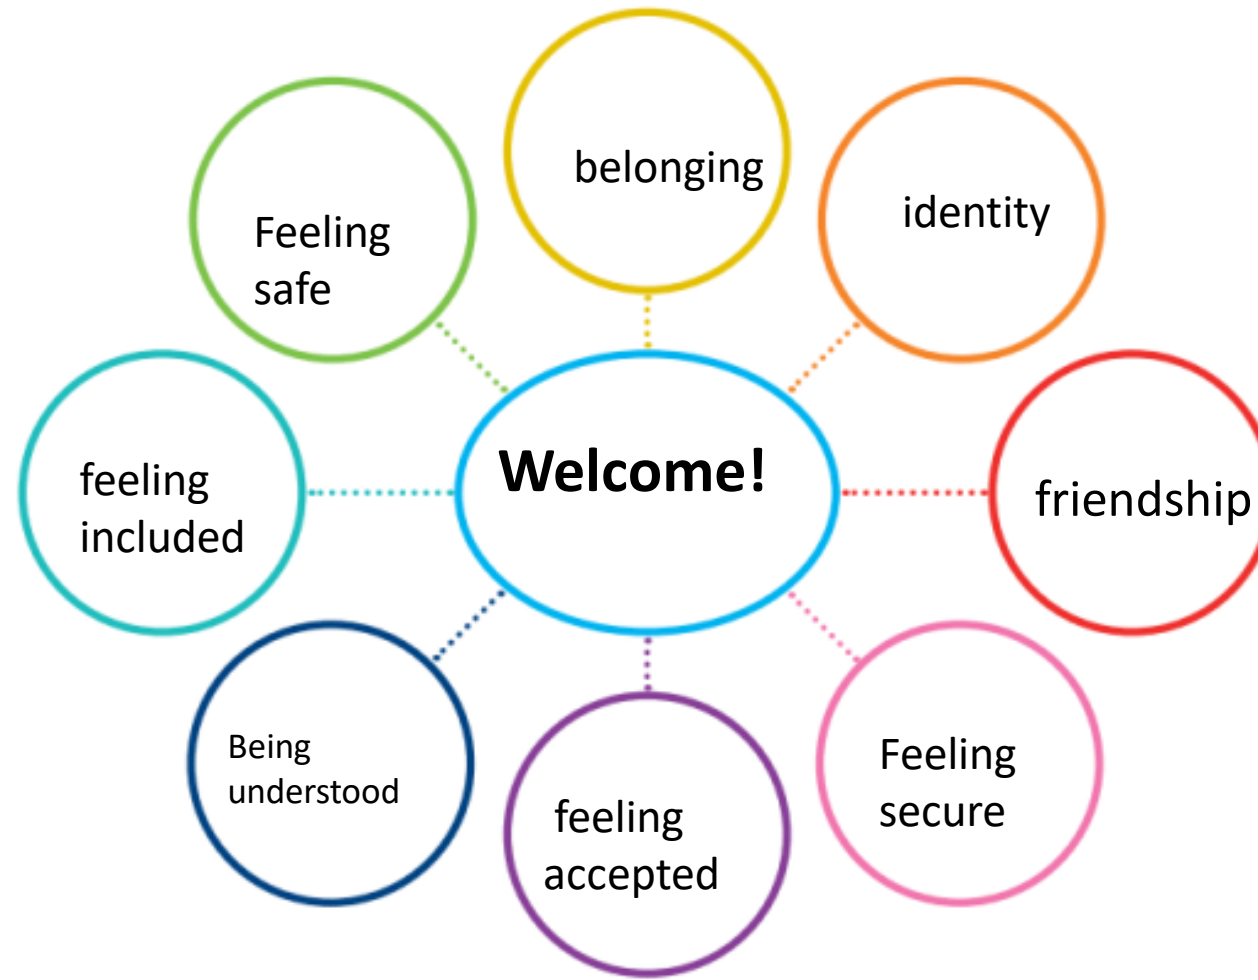 belonging
identity
Feeling
safe
Welcome!
feeling
included
friendship
Being
understood
feeling
accepted
Feeling
secure